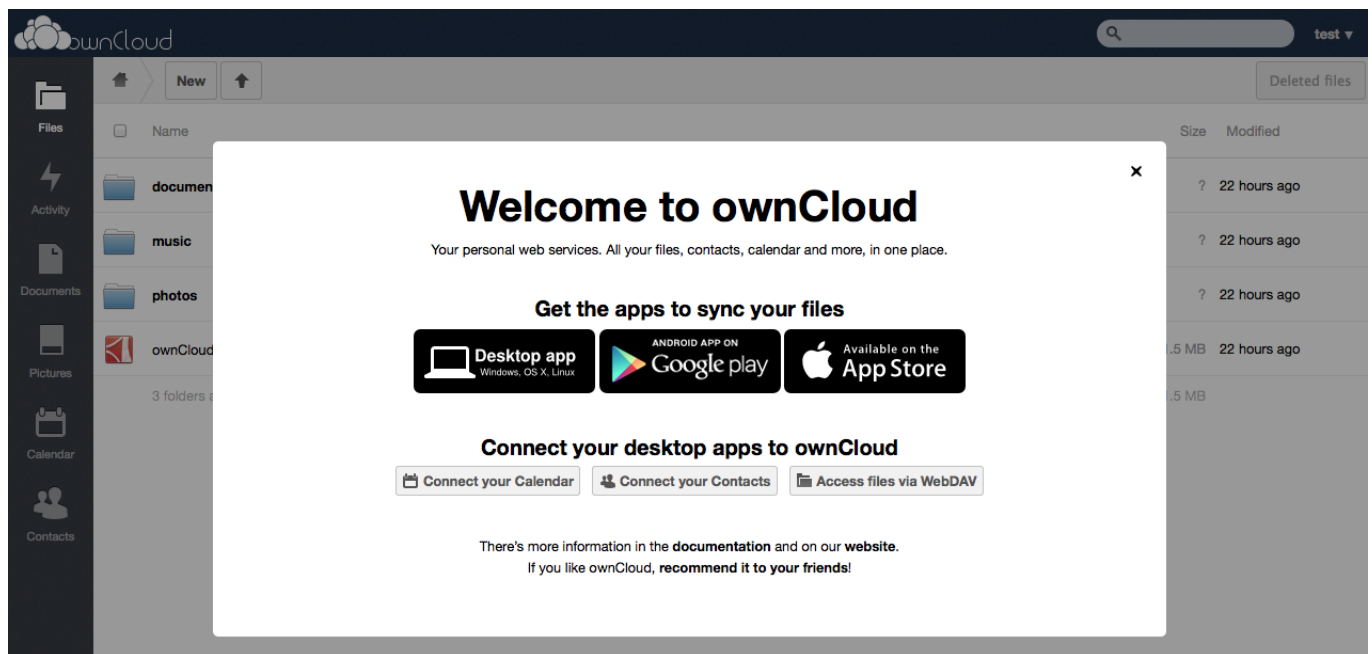 ownCloud
test ▾
New
Deleted files
Files
Name
Size
Modified
documen
?
22 hours ago
Activity
music
?
22 hours ago
Documents
photos
?
22 hours ago
Pictures
ownCloud
.5 MB
22 hours ago
3 folders a
.5 MB
Calendar
Contacts
×
Welcome to ownCloud
Your personal web services. All your files, contacts, calendar and more, in one place.
Get the apps to sync your files
Desktop app
Windows, OS X, Linux
ANDROID APP ON
Google play
Available on the
App Store
Connect your desktop apps to ownCloud
Connect your Calendar
Connect your Contacts
Access files via WebDAV
There's more information in the documentation and on our website.
If you like ownCloud, recommend it to your friends!